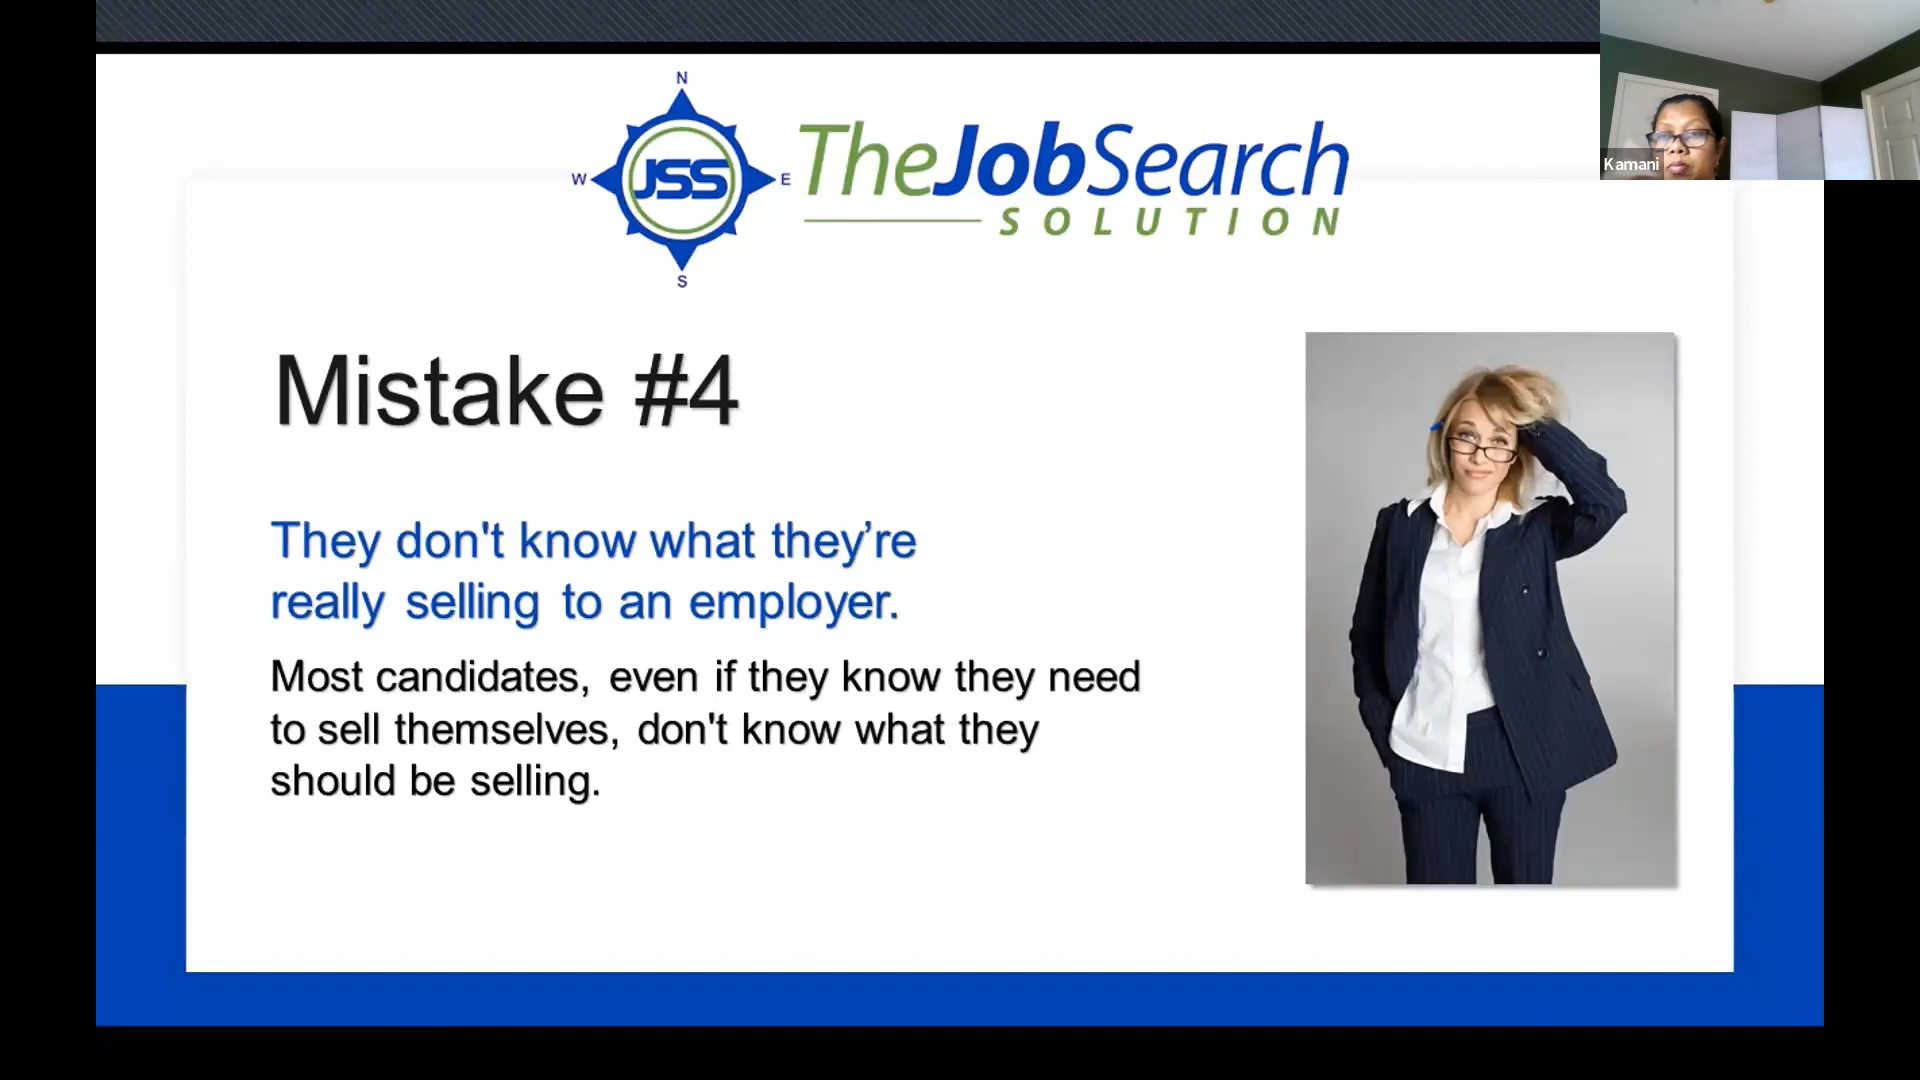 N
W
JSS
E
TheJobSearch
SOLUTION
S
Kamani
Mistake #4
They don't know what they’re
really selling to an employer.
Most candidates, even if they know they need
to sell themselves, don't know what they
should be selling.